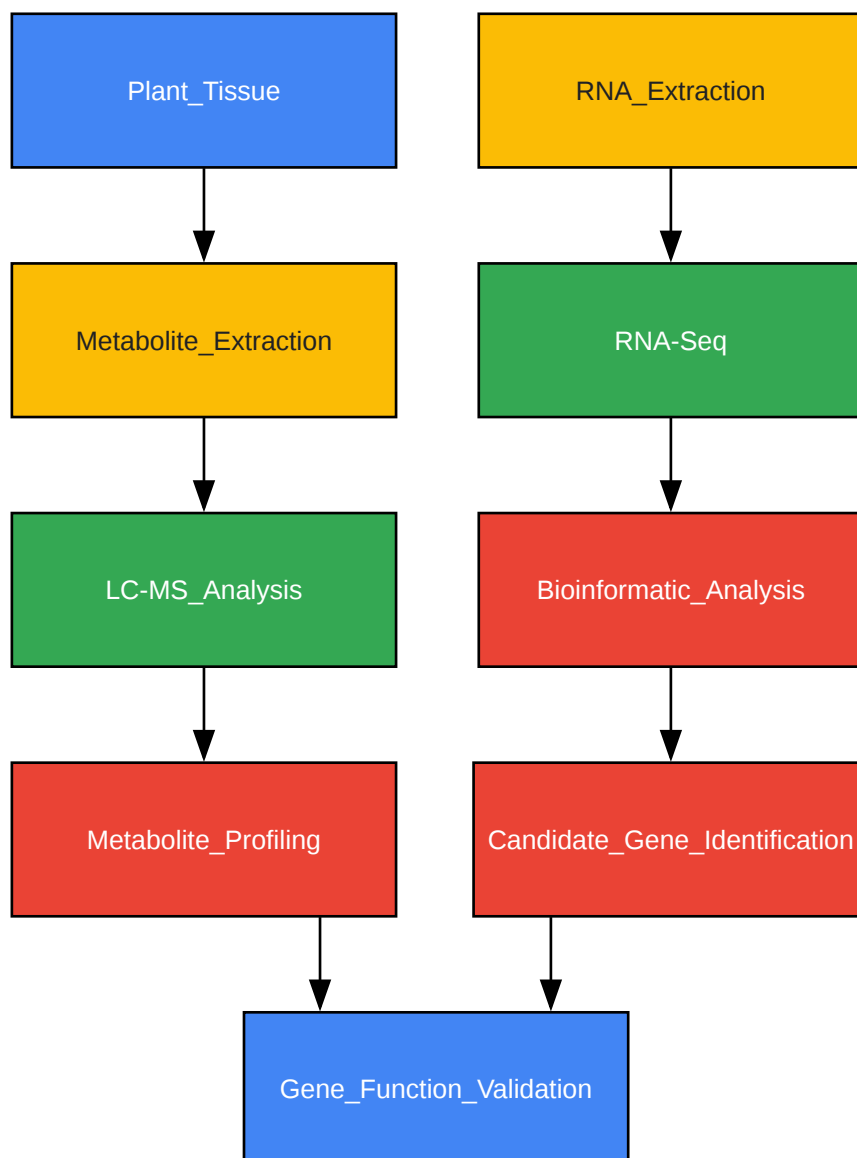 Plant_Tissue
RNA_Extraction
Metabolite_Extraction
RNA-Seq
LC-MS_Analysis
Bioinformatic_Analysis
Metabolite_Profiling
Candidate_Gene_Identification
Gene_Function_Validation